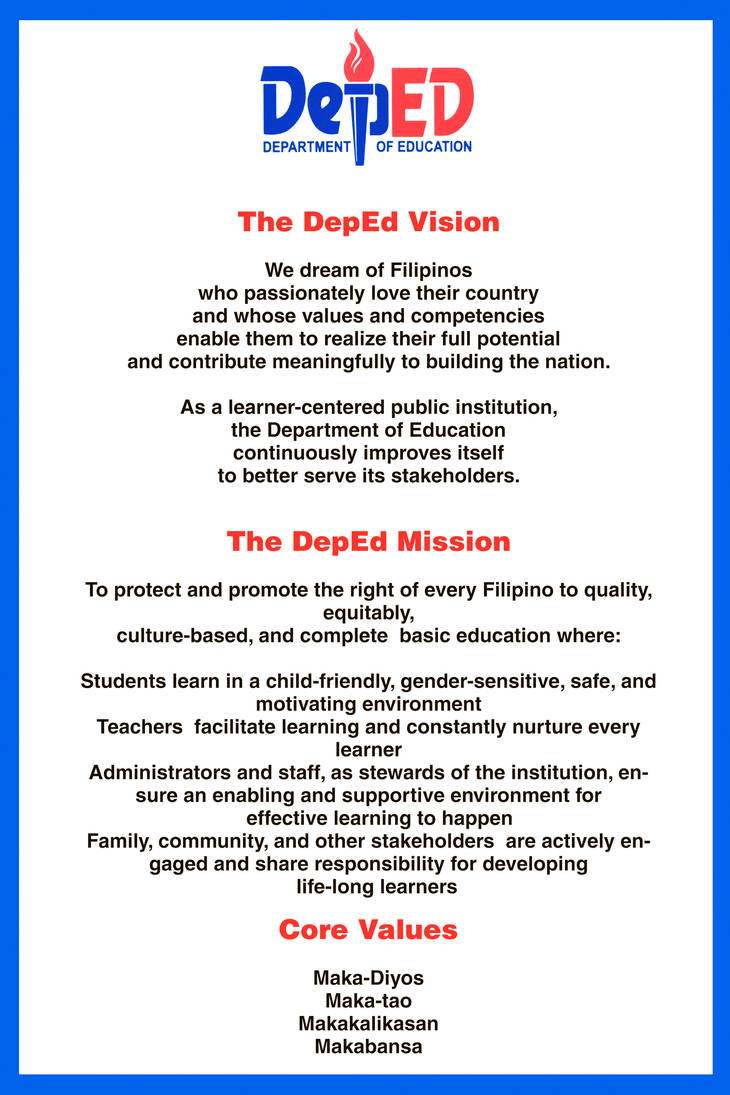 DepED
DEPARTMENT OF EDUCATION
The DepEd Vision
We dream of Filipinos
who passionately love their country
and whose values and competencies
enable them to realize their full potential
and contribute meaningfully to building the nation.
As a learner-centered public institution,
the Department of Education
continuously improves itself
to better serve its stakeholders.
The DepEd Mission
To protect and promote the right of every Filipino to quality,
equitably,
culture-based, and complete  basic education where:
Students learn in a child-friendly, gender-sensitive, safe, and
motivating environment
Teachers  facilitate learning and constantly nurture every
learner
Administrators and staff, as stewards of the institution, en-
sure an enabling and supportive environment for
effective learning to happen
Family, community, and other stakeholders  are actively en-
gaged and share responsibility for developing
life-long learners
Core Values
Maka-Diyos
Maka-tao
Makakalikasan
Makabansa